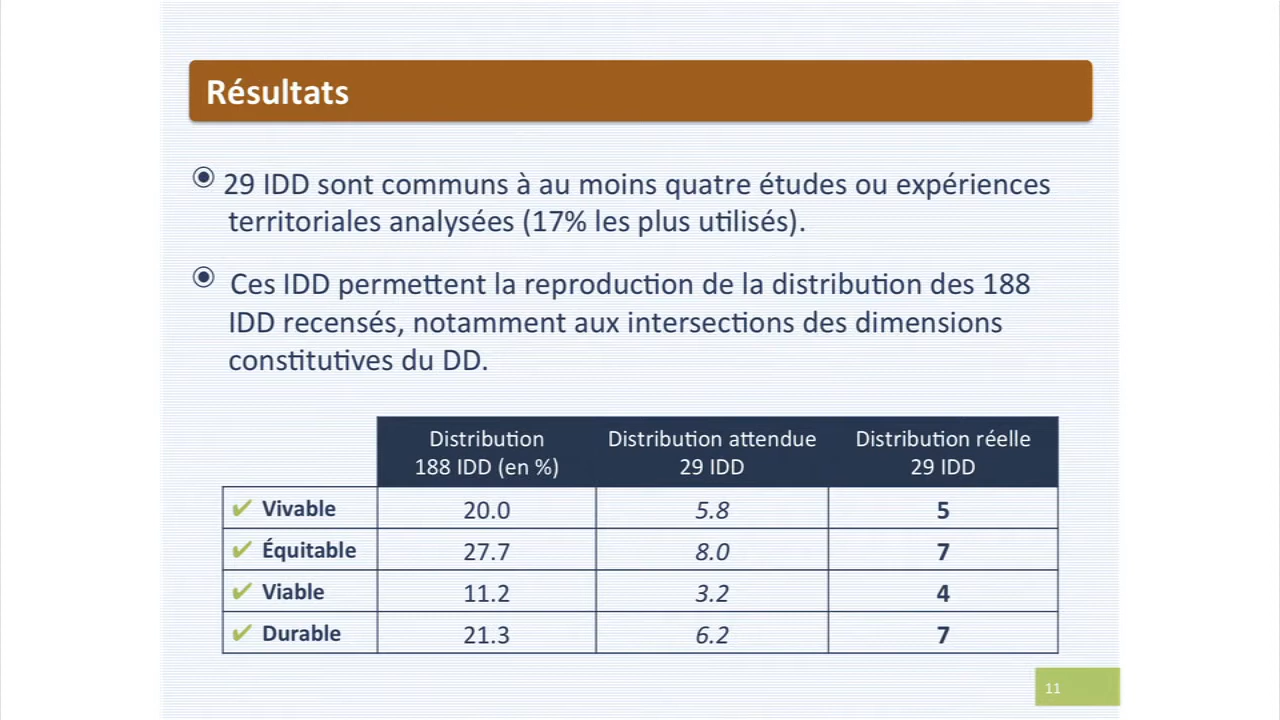 Résultats
29 IDD sont communs à au moins quatre études ou expériences
territoriales analysées (17% les plus utilisés).
Ces IDD permettent la reproduction de la distribution des 188
IDD recensés, notamment aux intersections des dimensions
constitutives du DD.
Distribution Distribution attendue Distribution réelle
188 IDD (en %) 29 IDD 29 IDD
✔ Vivable 20.0 5.8 5
✔ Équitable 27.7 8.0 7
✔ Viable 11.2 3.2 4
✔ Durable 21.3 6.2 7
11